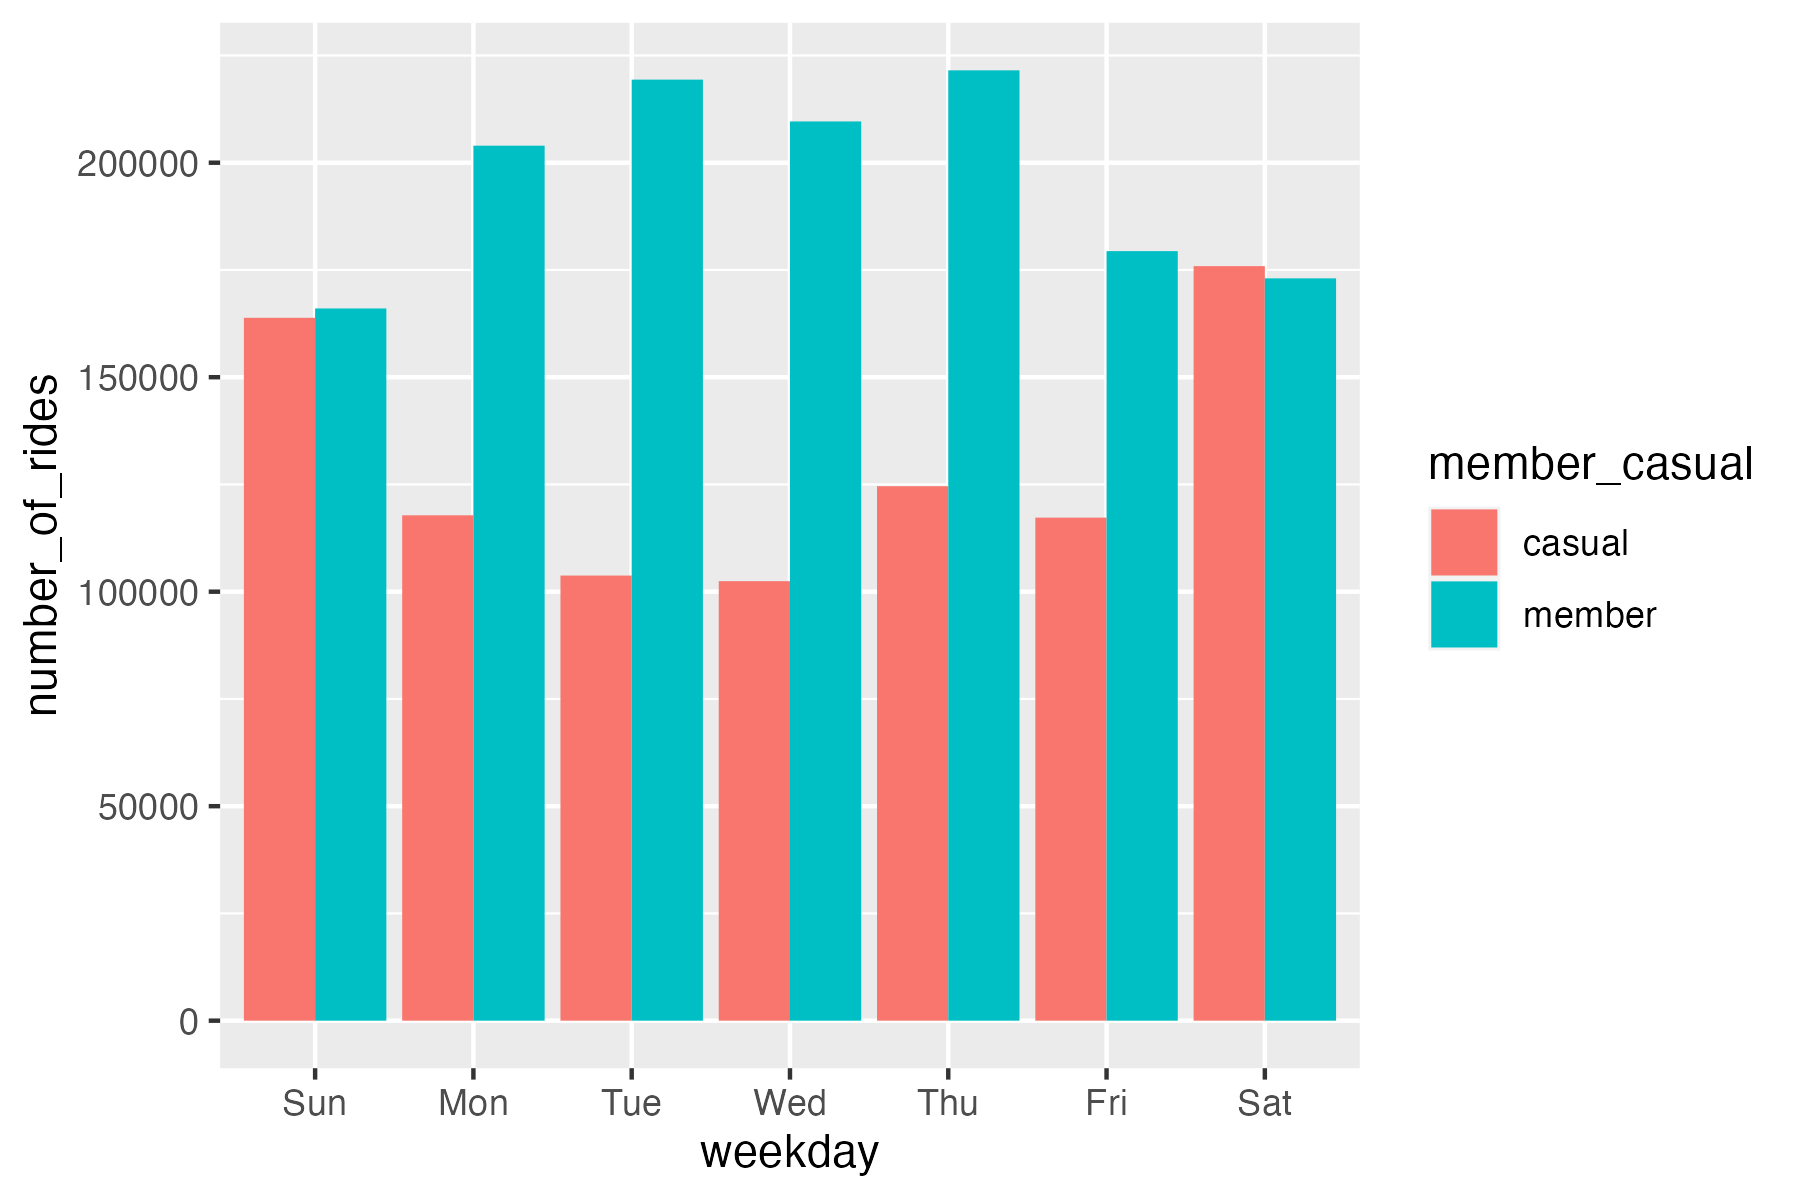 number_of_rides
200000
150000
100000
50000
0
Sun Mon Tue Wed Thu Fri Sat
weekday
member_casual
casual
member